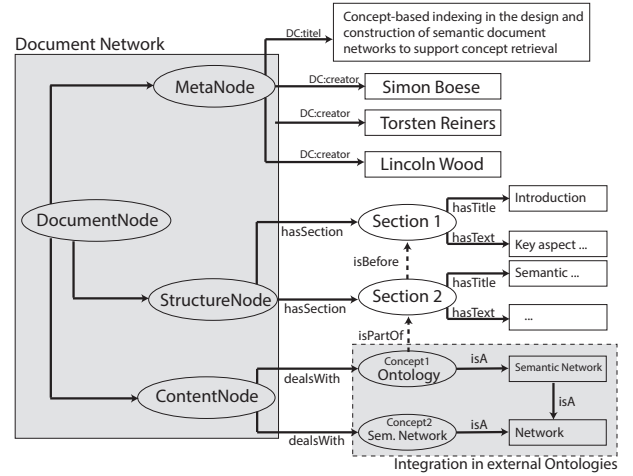 Document Network
DC:titel
Concept-based indexing in the design and
construction of semantic document
networks to support concept retrieval
MetaNode
DC:creator
Simon Boese
DC:creator
Torsten Reiners
DC:creator
Lincoln Wood
DocumentNode
hasSection
Section 1
hasTitle
Introduction
hasText
Key aspect ...
isBefore
StructureNode
hasSection
Section 2
hasTitle
Semantic ...
hasText
...
isPartOf
ContentNode
dealsWith
Concept1
Ontology
isA
Semantic Network
isA
dealsWith
Concept2
Sem. Network
isA
Network
Integration in external Ontologies